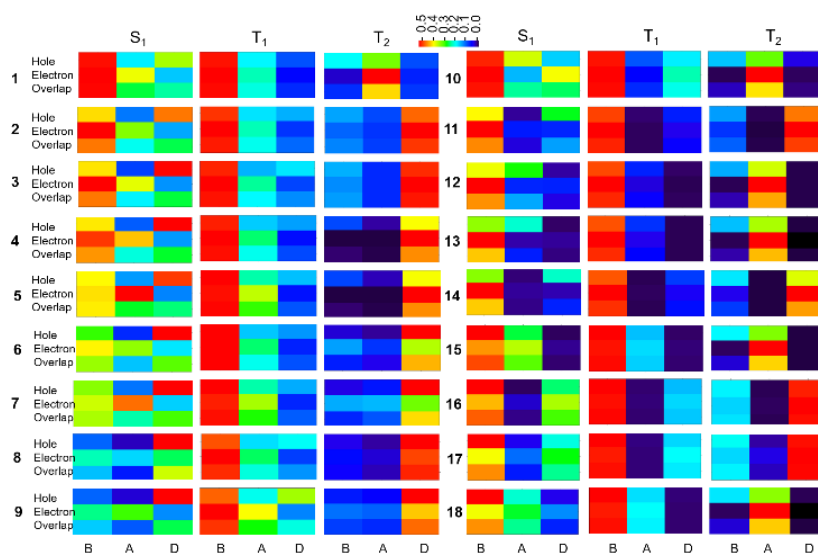 S1 T1 T2 0.5 0.4 0.3 0.2 0.1 0.0 S1 T1 T2
Hole
1 Electron 10
Overlap
Hole
2 Electron 11
Overlap
Hole
3 Electron 12
Overlap
Hole
4 Electron 13
Overlap
Hole
5 Electron 14
Overlap
Hole
6 Electron 15
Overlap
Hole
7 Electron 16
Overlap
Hole
8 Electron 17
Overlap
Hole
9 Electron 18
Overlap
B A D B A D B A D B A D B A D B A D